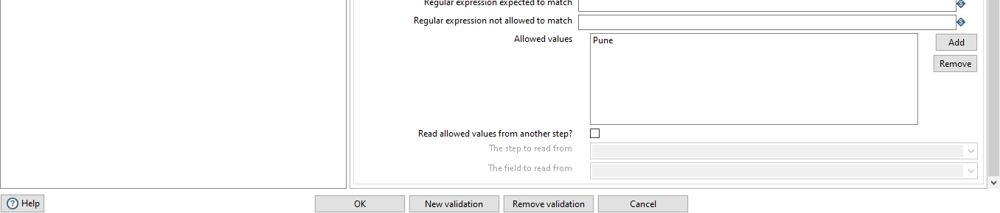 Regular expression expected to match
Regular expression not allowed to match
Allowed values
Pune
Add
Remove
Read allowed values from another step?
The step to read from
The field to read from
Help
OK
New validation
Remove validation
Cancel